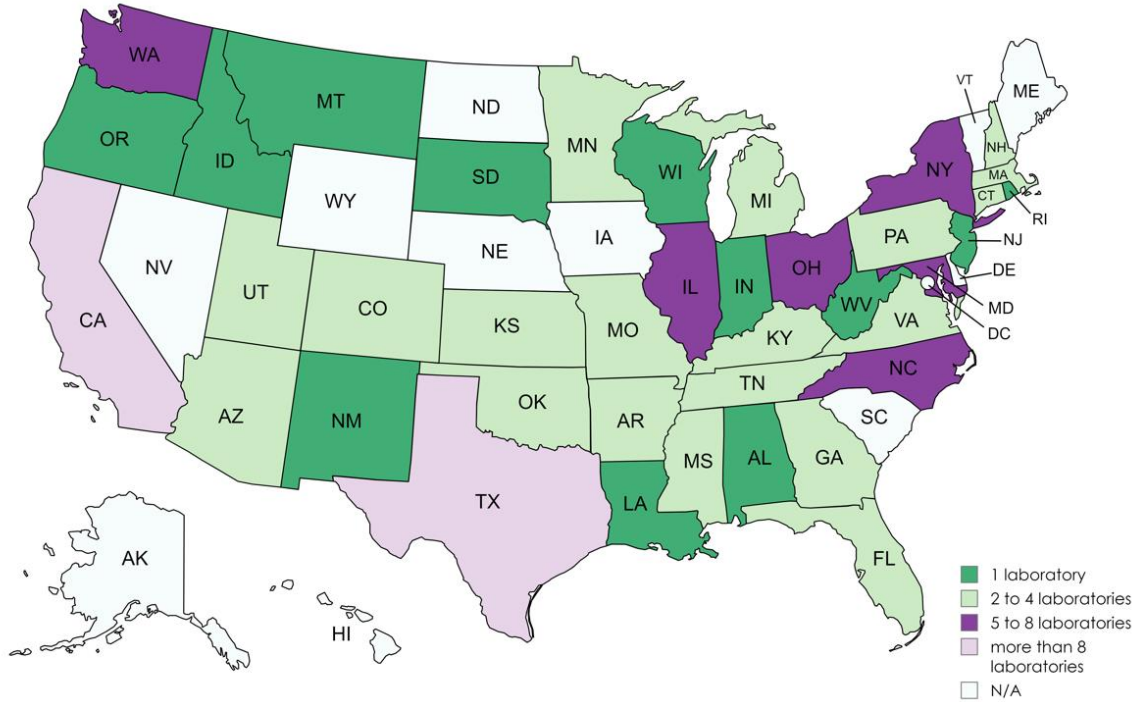 WA
MT
ND
MN
VT
ME
OR
ID
SD
WI
NY
NH
MA
CT
RI
WY
MI
NV
NE
IA
PA
NJ
UT
CO
IL
IN
OH
DE
CA
KS
MO
WV
VA
MD
DC
KY
NC
AZ
NM
OK
AR
TN
SC
TX
LA
MS
AL
GA
FL
AK
HI
1 laboratory
2 to 4 laboratories
5 to 8 laboratories
more than 8
laboratories
N/A